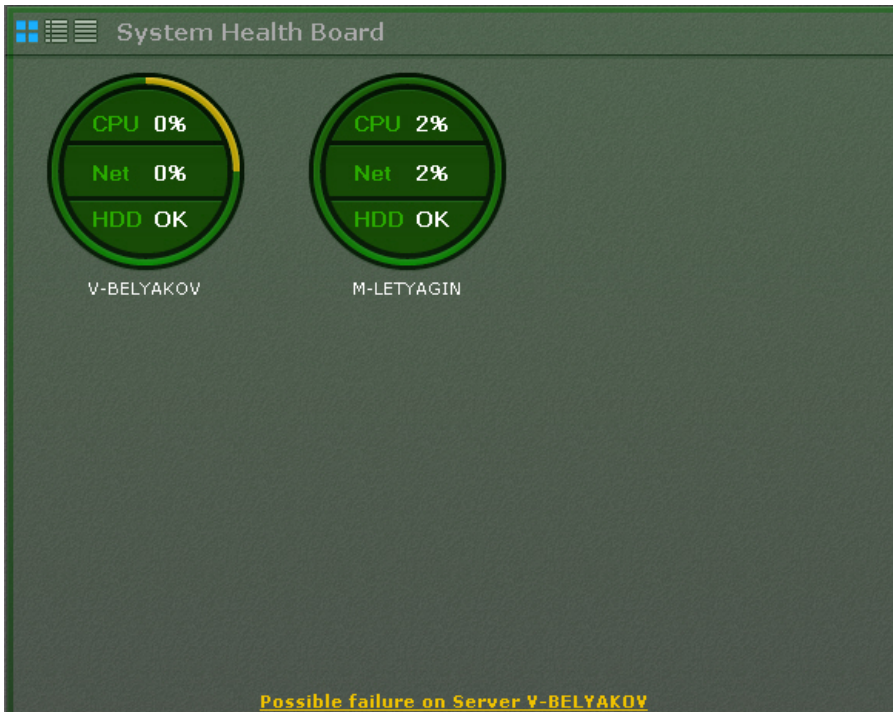 System Health Board
CPU 0%
Net 0%
HDD OK
V-BELYAKOV
CPU 2%
Net 2%
HDD OK
M-LETYAGIN
Possible failure on Server V-BELYAKOV